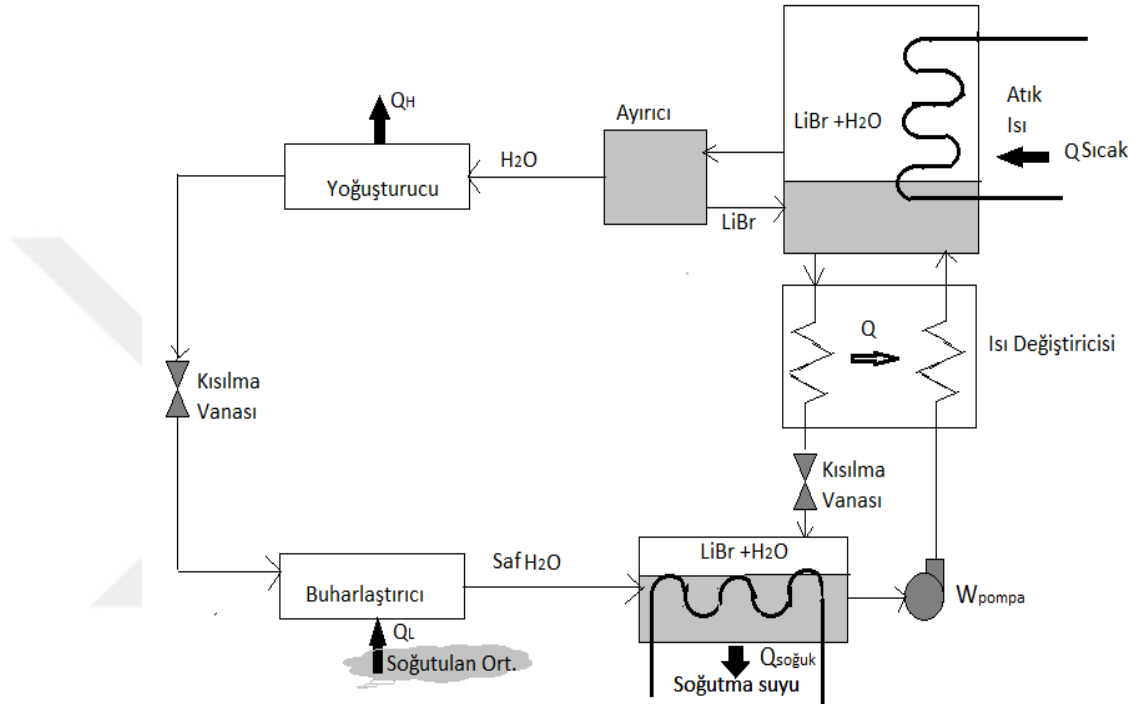 QH
Ayırıcı
LiBr +H2O
Atık
Isı
QSıcak
H2O
Yoğuşturucu
LiBr
Q
Isı Değiştiricisi
Kısılma
Vanası
Kısılma
Vanası
LiBr +H2O
Saf H2O
Buharlaştırıcı
Wpompa
QL
Soğutulan Ort.
Qsoğuk
Soğutma suyu